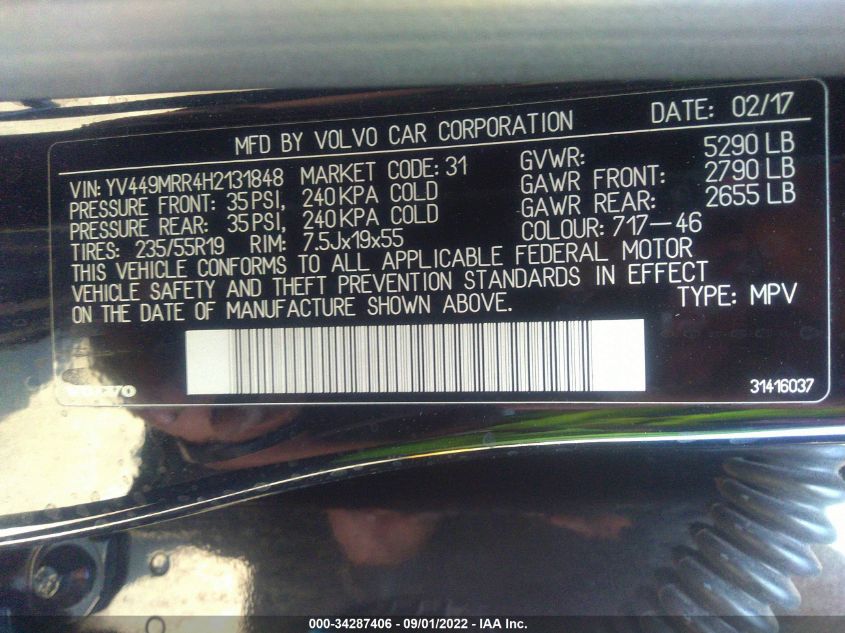 DATE: 02/17
MFD BY VOLVO CAR CORPORATION
VIN: YV449MRR4H2131848 MARKET CODE: 31
PRESSURE FRONT: 35 PSI, 240 KPA COLD
PRESSURE REAR: 35 PSI, 240 KPA COLD
TIRES: 235/55R19 RIM: 7.5Jx19x55
GVWR: 5290 LB
GAWR FRONT: 2790 LB
GAWR REAR: 2655 LB
COLOUR: 717-46
THIS VEHICLE CONFORMS TO ALL APPLICABLE FEDERAL MOTOR
VEHICLE SAFETY AND THEFT PREVENTION STANDARDS IN EFFECT
ON THE DATE OF MANUFACTURE SHOWN ABOVE.
TYPE: MPV
VOLVO
31416037
000-34287406 - 09/01/2022 - IAA Inc.